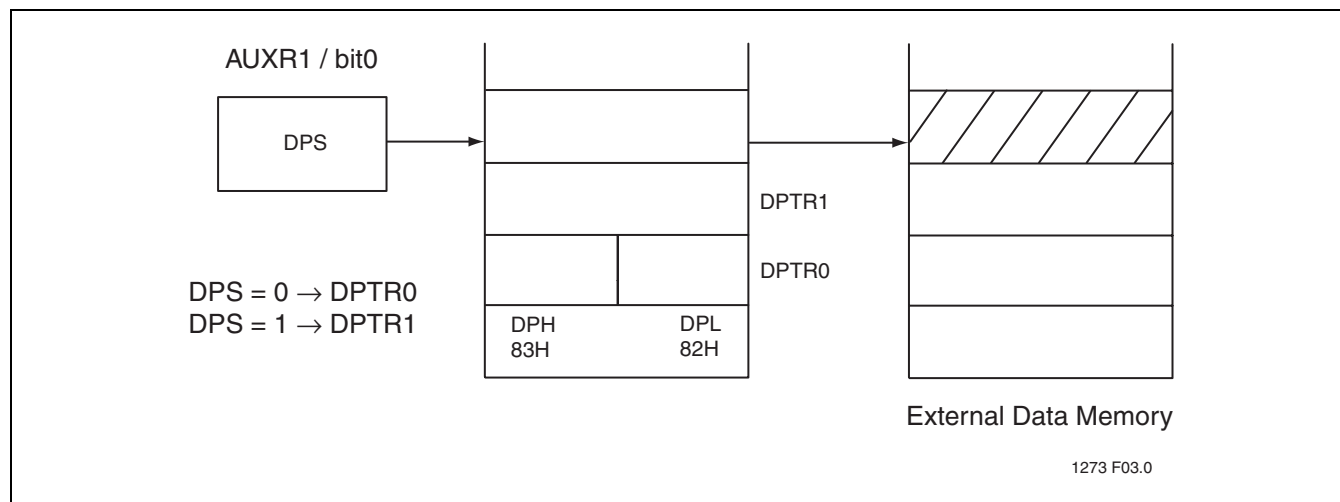 AUXR1 / bit0
DPS
DPTR1
DPTR0
DPS = 0 → DPTR0
DPS = 1 → DPTR1
DPH DPL
83H 82H
External Data Memory
1273 F03.0